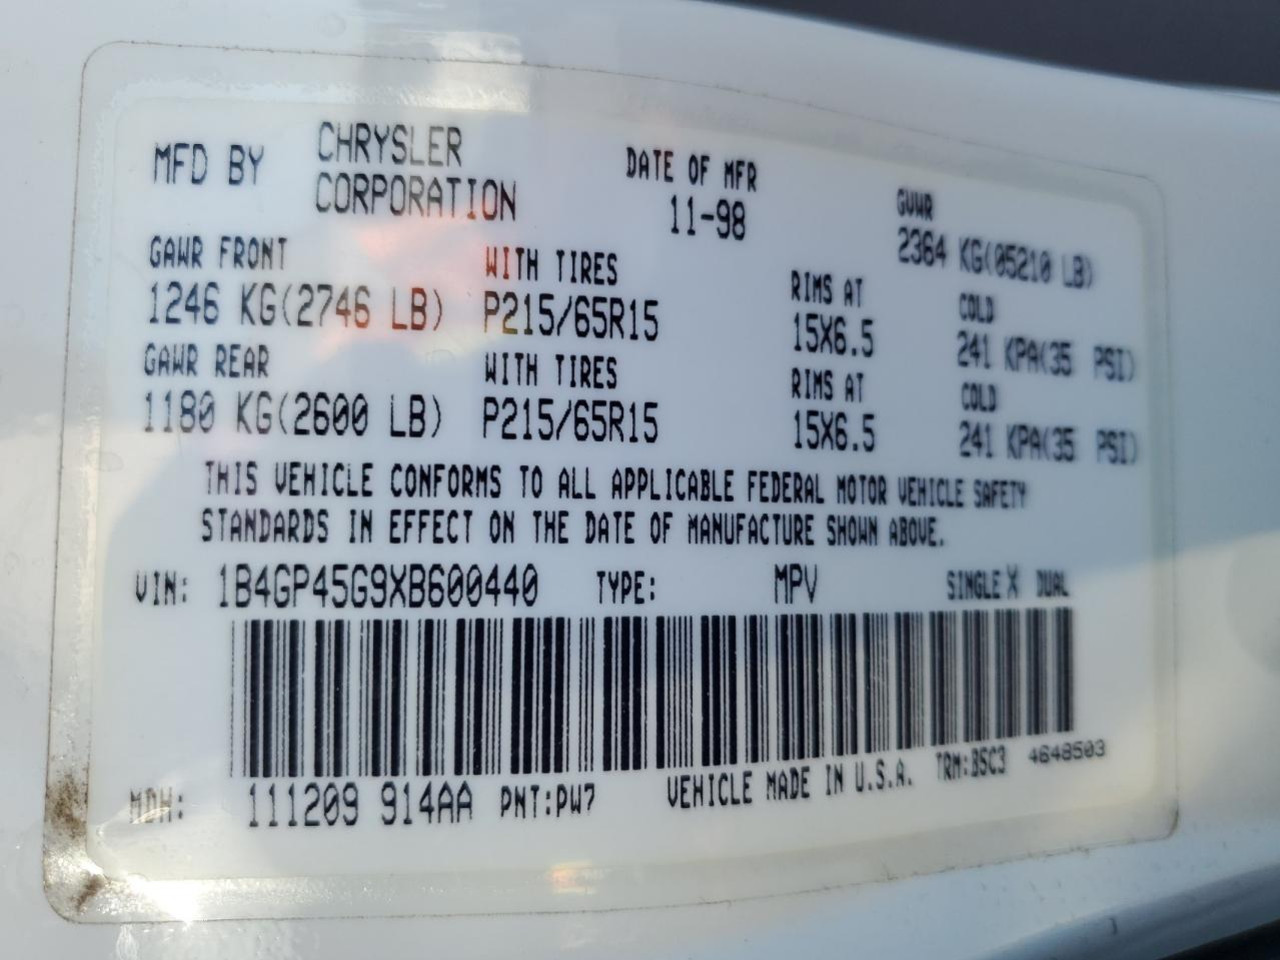 MFD BY CHRYSLER CORPORATION DATE OF MFR 11-98 GVWR 2364 KG(05210 LB)
GAWR FRONT WITH TIRES RIMS AT COLD
1246 KG(2746 LB) P215/65R15 15X6.5 241 KPA(35 PSI)
GAWR REAR WITH TIRES RIMS AT COLD
1180 KG(2600 LB) P215/65R15 15X6.5 241 KPA(35 PSI)
THIS VEHICLE CONFORMS TO ALL APPLICABLE FEDERAL MOTOR VEHICLE SAFETY
STANDARDS IN EFFECT ON THE DATE OF MANUFACTURE SHOWN ABOVE.
VIN: 1B4GP45G9XB600440 TYPE: MPV SINGLE X DUAL
MDH: 111209 914AA PNT:PW7 VEHICLE MADE IN U.S.A. TRM:B5C3 4648503